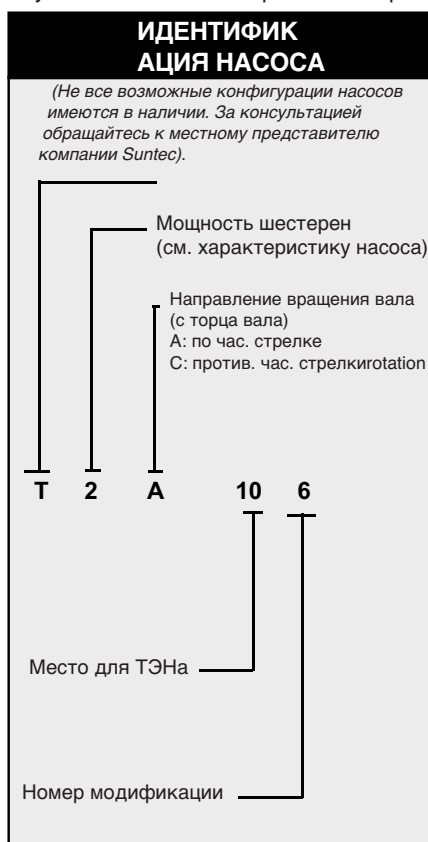 ИДЕНТИФИК
АЦИЯ НАСОСА
(Не все возможные конфигурации насосов
имеются в наличии. За консультацией
обращайтесь к местному представителю
компании Suntec).
Мощность шестерен
(см. характеристику насоса)
Направление вращения вала
(с торца вала)
A: по час. стрелке
C: против. час. стрелкиrotation
T 2 A 10 6
Место для ТЭНа
Номер модификации